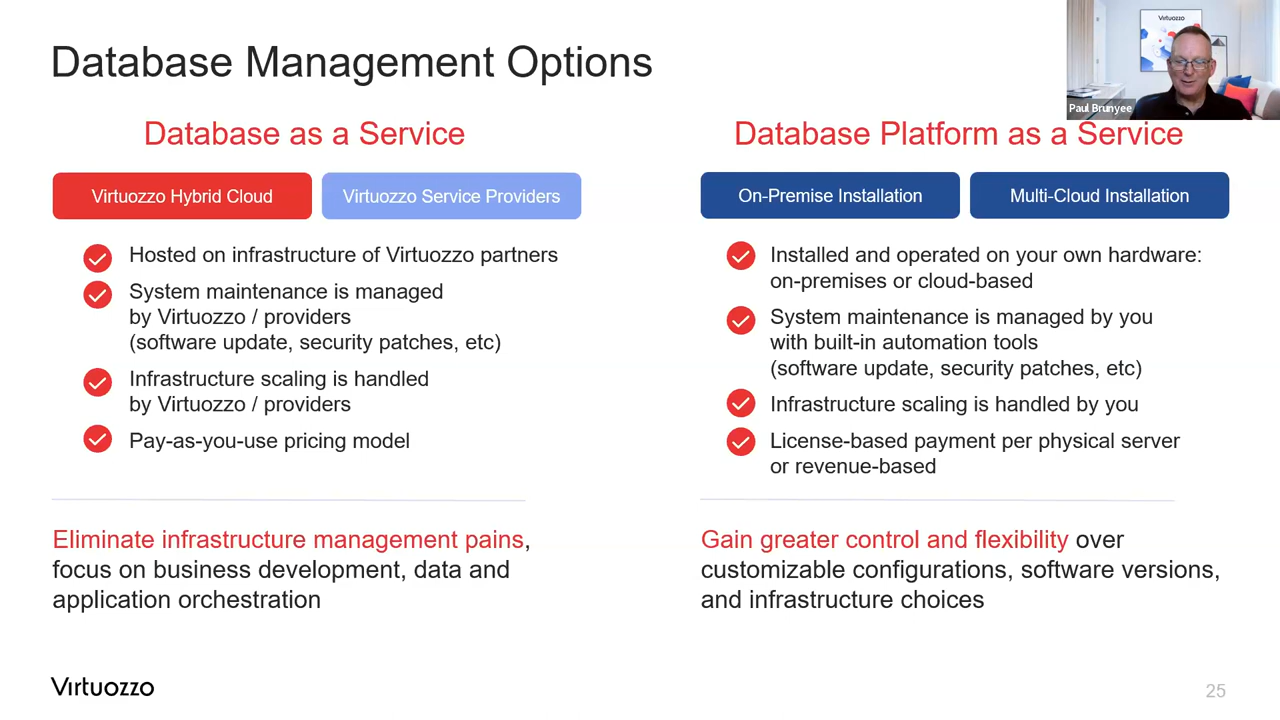 Database Management Options
Virtuozzo
Paul Brunyee
Database as a Service
Virtuozzo Hybrid Cloud
Virtuozzo Service Providers
Hosted on infrastructure of Virtuozzo partners
System maintenance is managed
by Virtuozzo / providers
(software update, security patches, etc)
Infrastructure scaling is handled
by Virtuozzo / providers
Pay-as-you-use pricing model
Eliminate infrastructure management pains,
focus on business development, data and
application orchestration
Database Platform as a Service
On-Premise Installation
Multi-Cloud Installation
Installed and operated on your own hardware:
on-premises or cloud-based
System maintenance is managed by you
with built-in automation tools
(software update, security patches, etc)
Infrastructure scaling is handled by you
License-based payment per physical server
or revenue-based
Gain greater control and flexibility over
customizable configurations, software versions,
and infrastructure choices
Virtuozzo
25